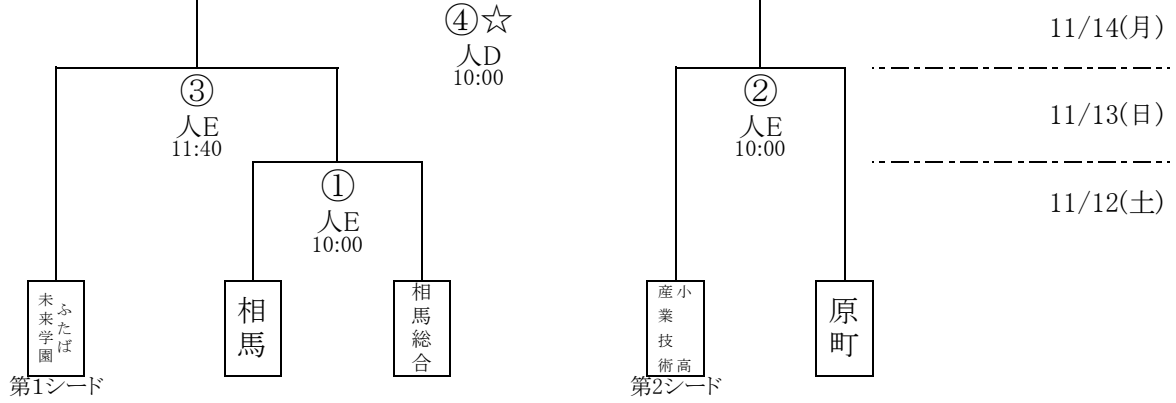 ④☆
人D
10:00
11/14(月)
③
人E
11:40
②
人E
10:00
11/13(日)
①
人E
10:00
11/12(土)
ふたば
未来学園
相馬
相馬総合
小高
産業技術
原町
第1シード
第2シード